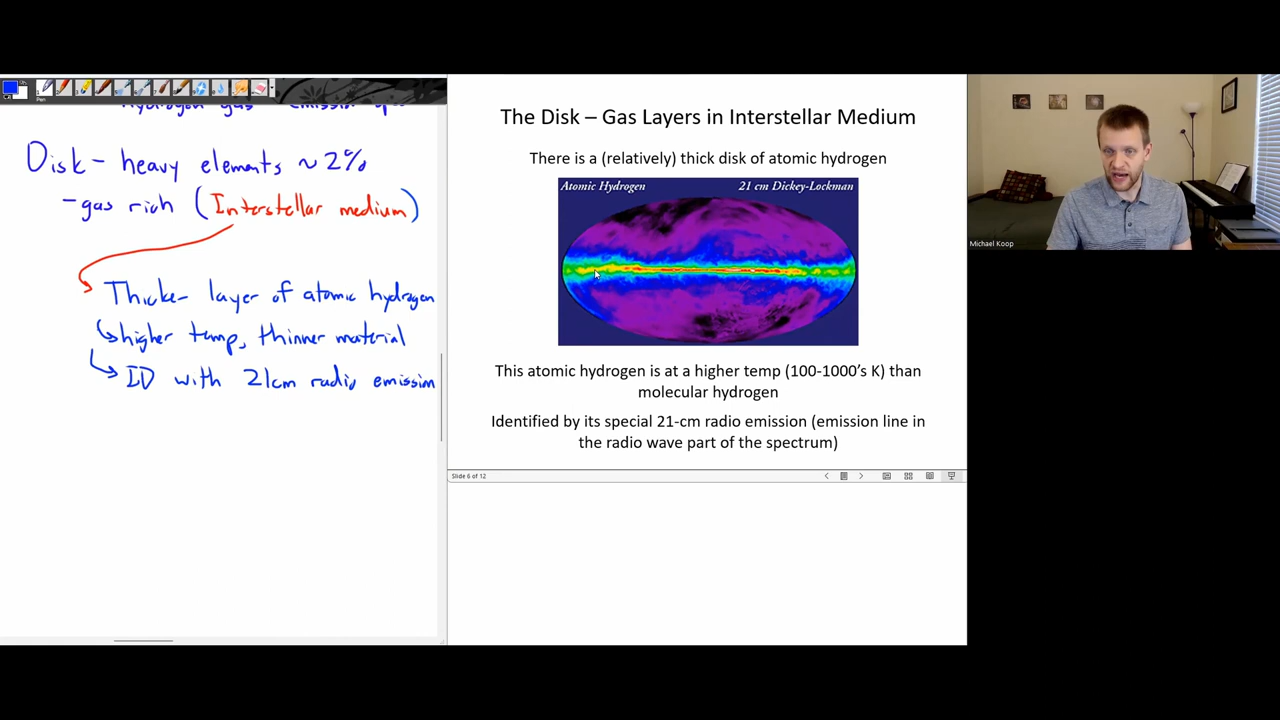 hydrogen gas emission
Disk - heavy elements ~2%
- gas rich (Interstellar medium)
Thicker layer of atomic hydrogen
higher temp, thinner material
ID with 21cm radio emission
Pen
The Disk – Gas Layers in Interstellar Medium
There is a (relatively) thick disk of atomic hydrogen
Atomic Hydrogen 21 cm Dickey-Lockman
This atomic hydrogen is at a higher temp (100-1000’s K) than
molecular hydrogen
Identified by its special 21-cm radio emission (emission line in
the radio wave part of the spectrum)
Slide 6 of 12
Michael Koop